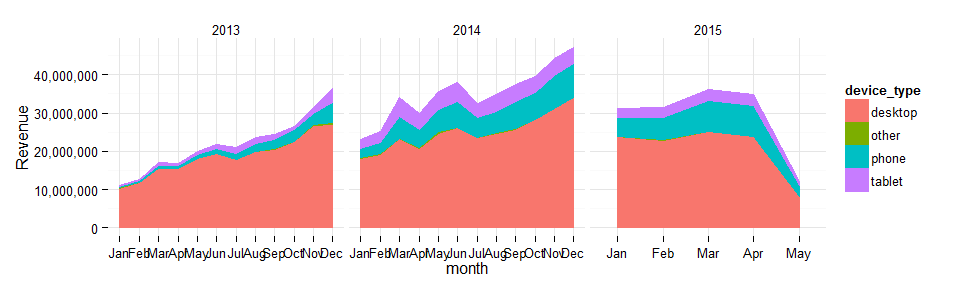 2013 2014 2015
Revenue
40,000,000
30,000,000
20,000,000
10,000,000
0
Jan Feb Mar Apr May Jun Jul Aug Sep Oct Nov Dec
Jan Feb Mar Apr May Jun Jul Aug Sep Oct Nov Dec
Jan Feb Mar Apr May
month
device_type
desktop
other
phone
tablet